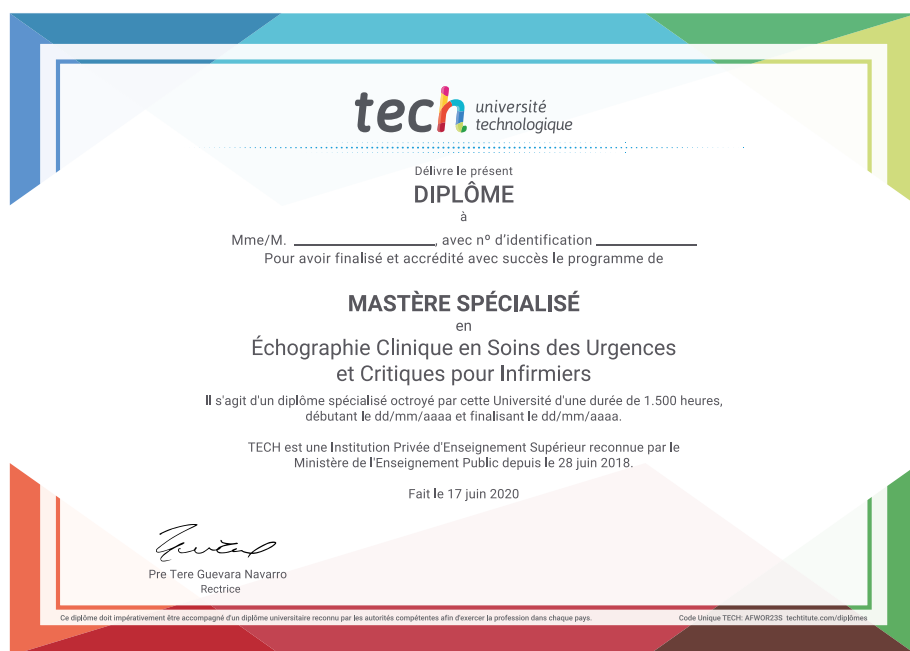 tech université
technologique
Délivre le présent
DIPLÔME
à
Mme/M. ____________________, avec nº d'identification ______________
Pour avoir finalisé et accrédité avec succès le programme de
MASTÈRE SPÉCIALISÉ
en
Échographie Clinique en Soins des Urgences
et Critiques pour Infirmiers
Il s'agit d'un diplôme spécialisé octroyé par cette Université d'une durée de 1.500 heures,
débutant le dd/mm/aaaa et finalisant le dd/mm/aaaa.
TECH est une Institution Privée d'Enseignement Supérieur reconnue par le
Ministère de l'Enseignement Public depuis le 28 juin 2018.
Fait le 17 juin 2020
Pre Tere Guevara Navarro
Rectrice
Ce diplôme doit impérativement être accompagné d'un diplôme universitaire reconnu par les autorités compétentes afin d'exercer la profession dans chaque pays. Code Unique TECH: AFWOR23S techtitute.com/diplômes